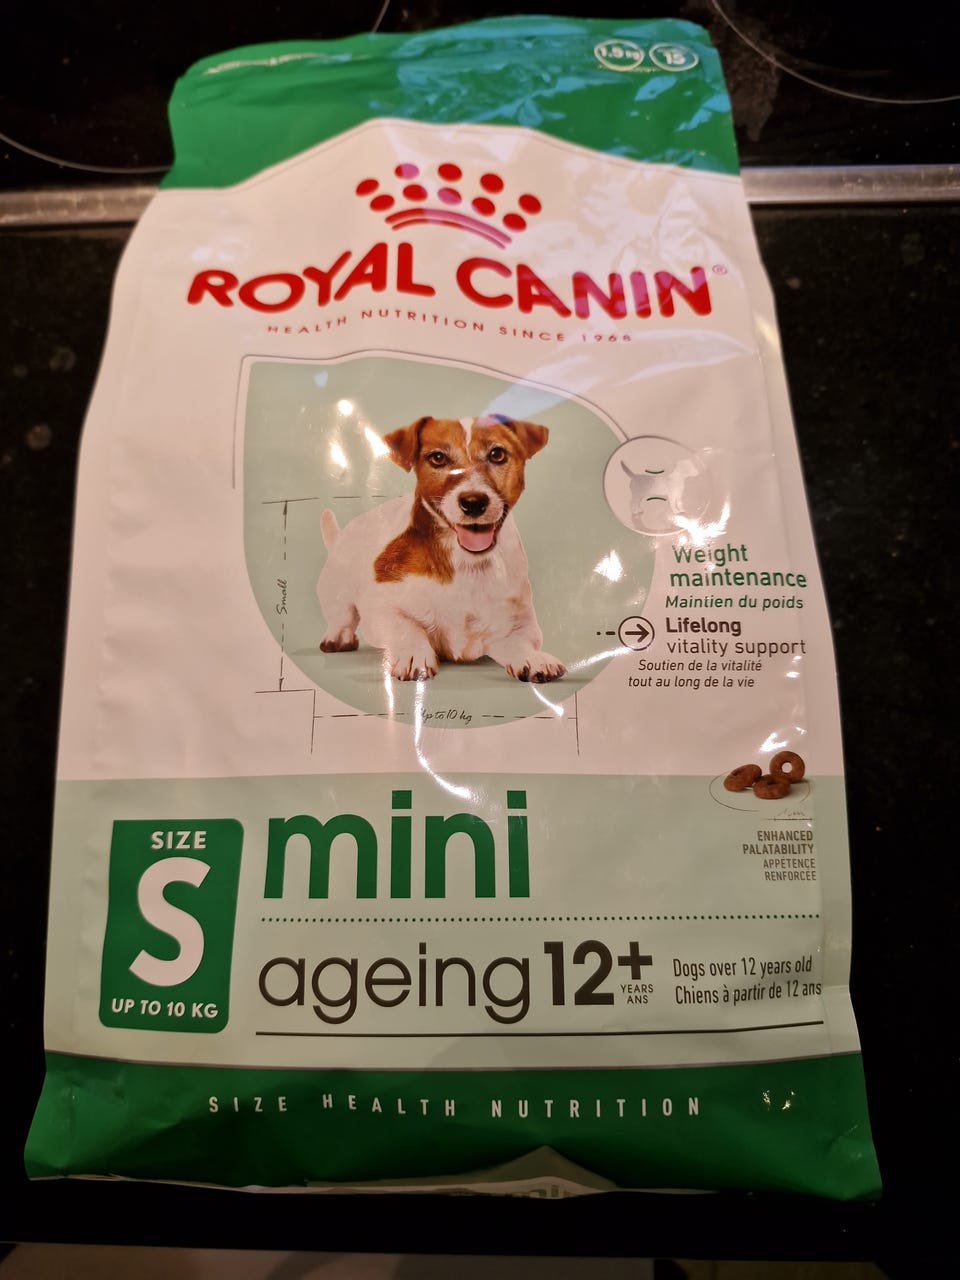 1.5 kg
15
ROYAL CANIN®
HEALTH NUTRITION SINCE 1968
Small
Up to 10 kg
Weight
maintenance
Maintien du poids
Lifelong
vitality support
Soutien de la vitalité
tout au long de la vie
SIZE
S
UP TO 10 KG
mini
ENHANCED
PALATABILITY
APPÉTENCE
RENFORCÉE
ageing 12+
YEARS
ANS
Dogs over 12 years old
Chiens à partir de 12 ans
SIZE HEALTH NUTRITION